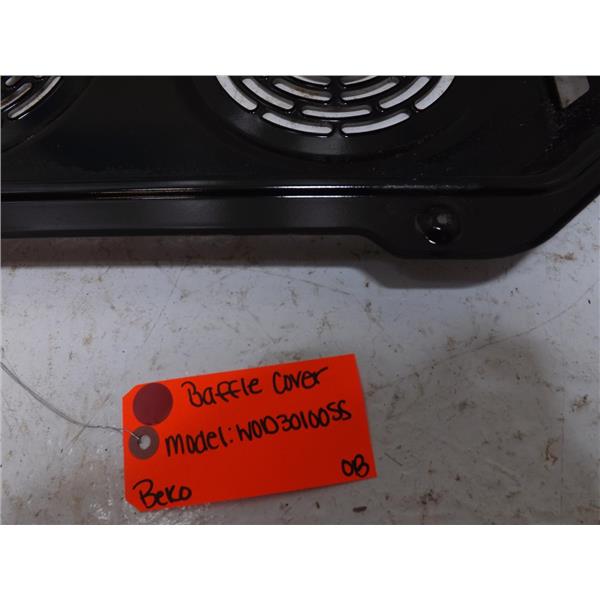 Baffle Cover
Model: WOD30100SS
OB
Beko